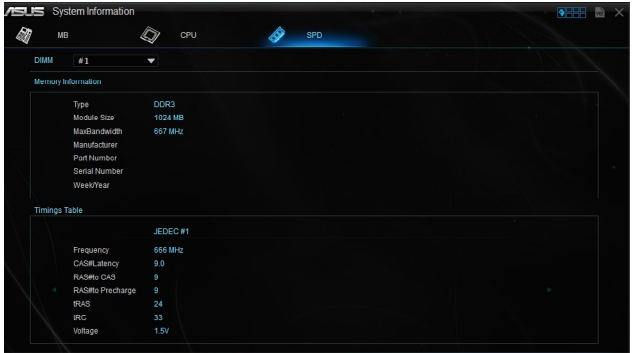 ASUS System Information
MB CPU SPD
DIMM #1
Memory Information
Type DDR3
Module Size 1024 MB
MaxBandwidth 667 MHz
Manufacturer
Part Number
Serial Number
Week/Year
Timings Table
JEDEC #1
Frequency 666 MHz
CAS#Latency 9.0
RAS#to CAS 9
RAS#to Precharge 9
tRAS 24
tRC 33
Voltage 1.5V